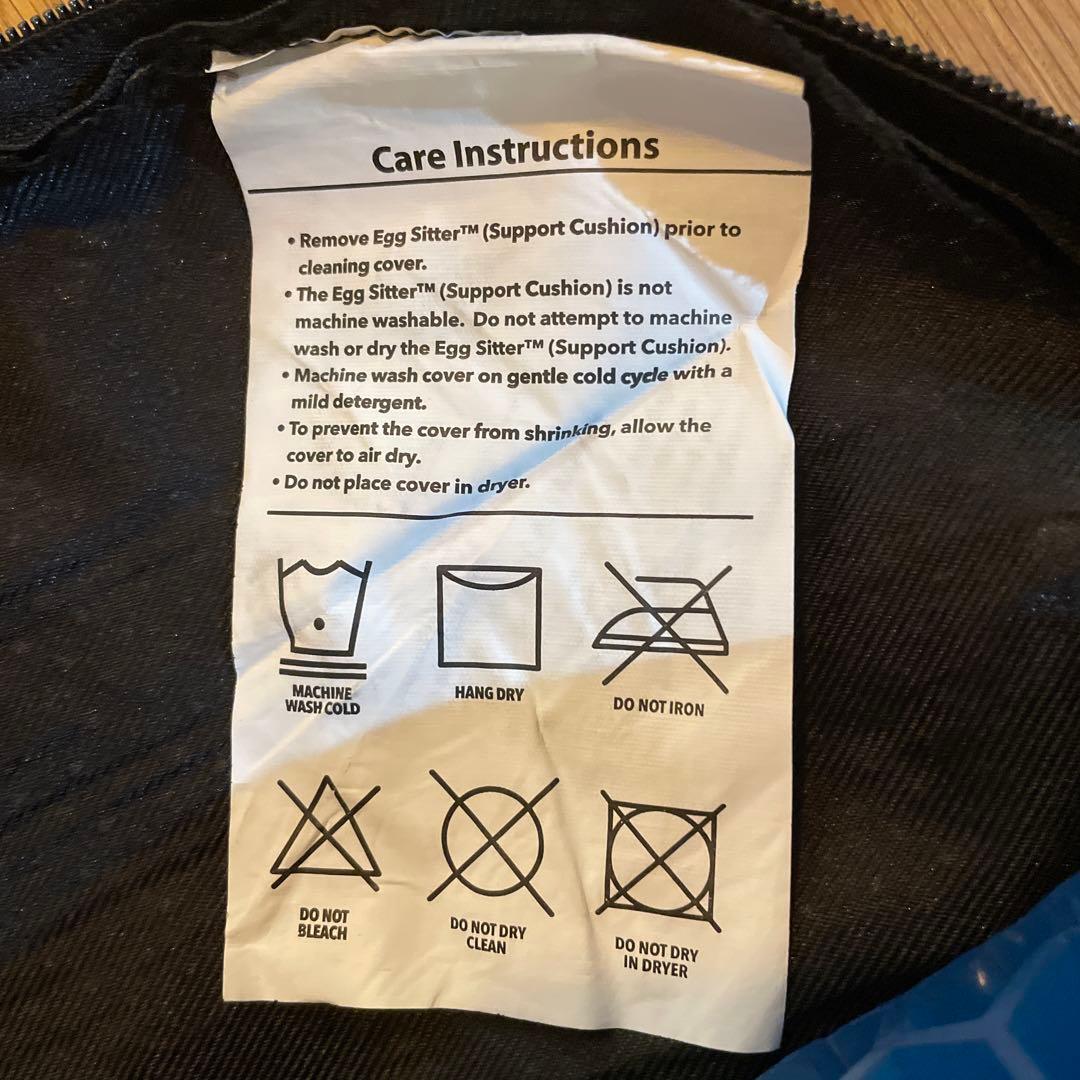 Care Instructions
• Remove Egg Sitter™ (Support Cushion) prior to
cleaning cover.
• The Egg Sitter™ (Support Cushion) is not
machine washable. Do not attempt to machine
wash or dry the Egg Sitter™ (Support Cushion).
• Machine wash cover on gentle cold cycle with a
mild detergent.
• To prevent the cover from shrinking, allow the
cover to air dry.
• Do not place cover in dryer.
MACHINE
WASH COLD
HANG DRY
DO NOT IRON
DO NOT
BLEACH
DO NOT DRY
CLEAN
DO NOT DRY
IN DRYER